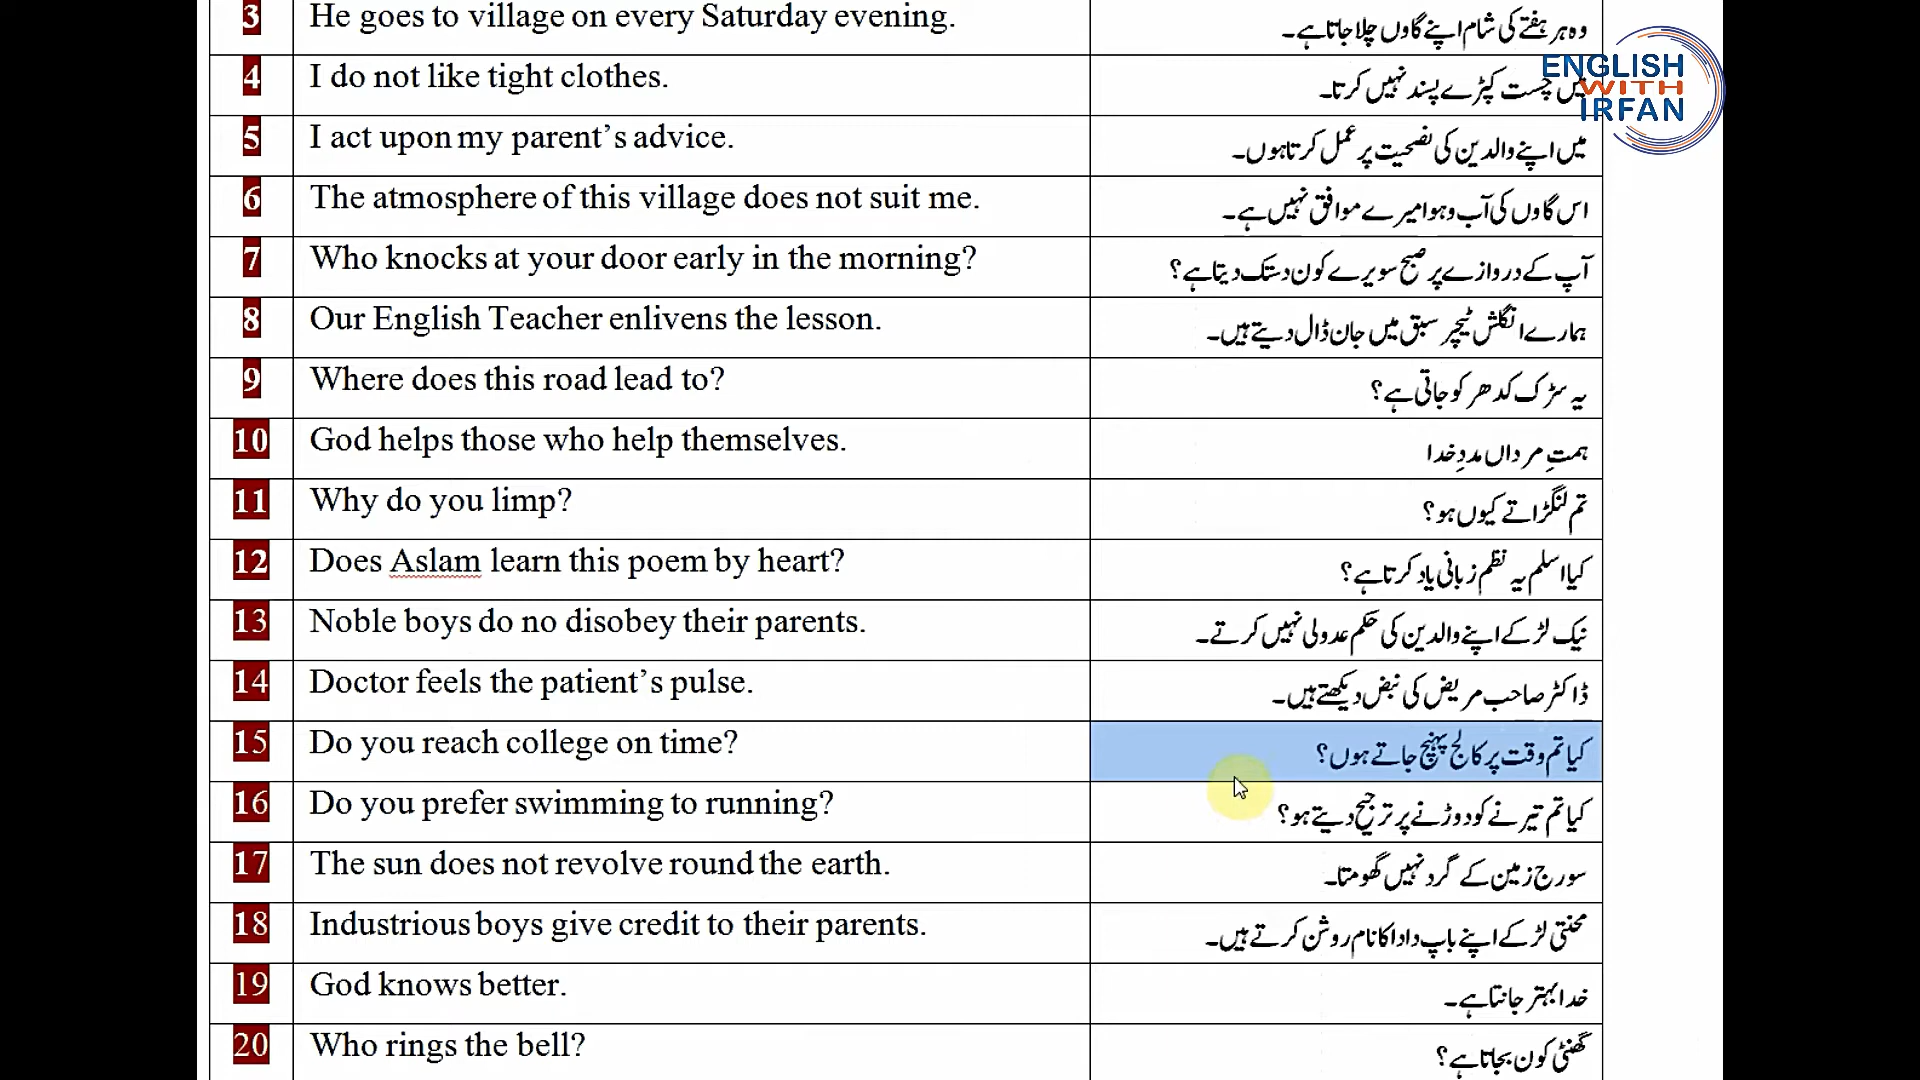 3 He goes to village on every Saturday evening. وہ ہر ہفتے کی شام اپنے گاوں چلا جاتا ہے۔
4 I do not like tight clothes. میں چست کپڑے پسند نہیں کرتا۔
ENGLISH
WITH
IRFAN
5 I act upon my parent’s advice. میں اپنے والدین کی نصحیت پر عمل کرتا ہوں۔
6 The atmosphere of this village does not suit me. اس گاوں کی آب و ہوا میرے موافق نہیں ہے۔
7 Who knocks at your door early in the morning? آپ کے دروازے پر صبح سویرے کون دستک دیتا ہے؟
8 Our English Teacher enlivens the lesson. ہمارے انگلش ٹیچر سبق میں جان ڈال دیتے ہیں۔
9 Where does this road lead to? یہ سڑک کدھر کو جاتی ہے؟
10 God helps those who help themselves. ہمتِ مرداں مددِ خدا
11 Why do you limp? تم لنگڑاتے کیوں ہو؟
12 Does Aslam learn this poem by heart? کیا اسلم یہ نظم زبانی یاد کرتا ہے؟
13 Noble boys do no disobey their parents. نیک لڑکے اپنے والدین کی حکم عدولی نہیں کرتے۔
14 Doctor feels the patient’s pulse. ڈاکٹر صاحب مریض کی نبض دیکھتے ہیں۔
15 Do you reach college on time? کیا تم وقت پر کالج پہنچ جاتے ہوں؟
16 Do you prefer swimming to running? کیا تم تیرنے کو دوڑنے پر ترجیح دیتے ہو؟
17 The sun does not revolve round the earth. سورج زمین کے گرد نہیں گھومتا۔
18 Industrious boys give credit to their parents. محنتی لڑکے اپنے باپ دادا کا نام روشن کرتے ہیں۔
19 God knows better. خدا بہتر جانتا ہے۔
20 Who rings the bell? گھنٹی کون بجاتا ہے؟